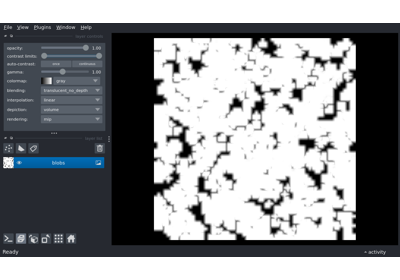 File View Plugins Window Help
opacity: 1.00
contrast limits:
auto-contrast: once continuous
gamma: 1.00
colormap: gray
blending: translucent_no_depth
interpolation: linear
depiction: volume
rendering: mip
blobs
Ready
activity